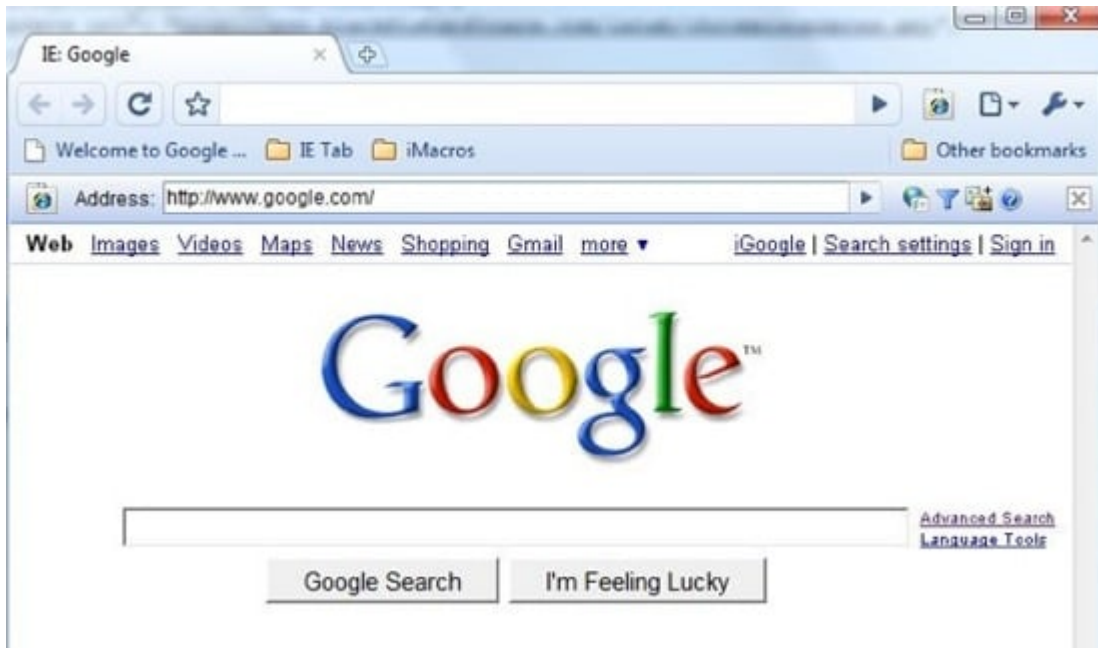 IE: Google
Welcome to Google ... IE Tab iMacros Other bookmarks
Address: http://www.google.com/
Web Images Videos Maps News Shopping Gmail more ▼ iGoogle | Search settings | Sign in
Google™
Advanced Search
Language Tools
Google Search I'm Feeling Lucky